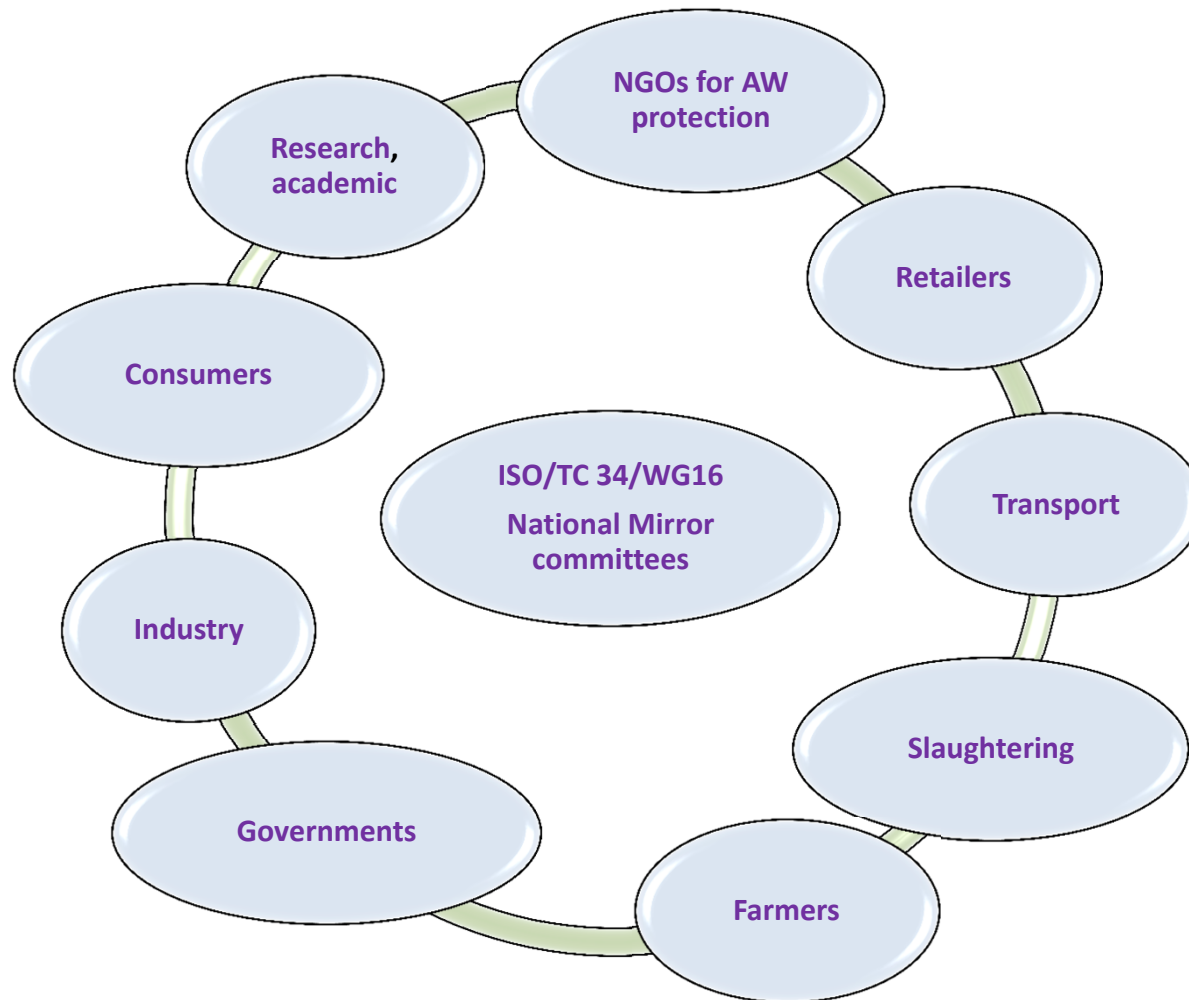 NGOs for AW
protection
Research,
academic
Retailers
Consumers
ISO/TC 34/WG16
National Mirror
committees
Transport
Industry
Slaughtering
Governments
Farmers